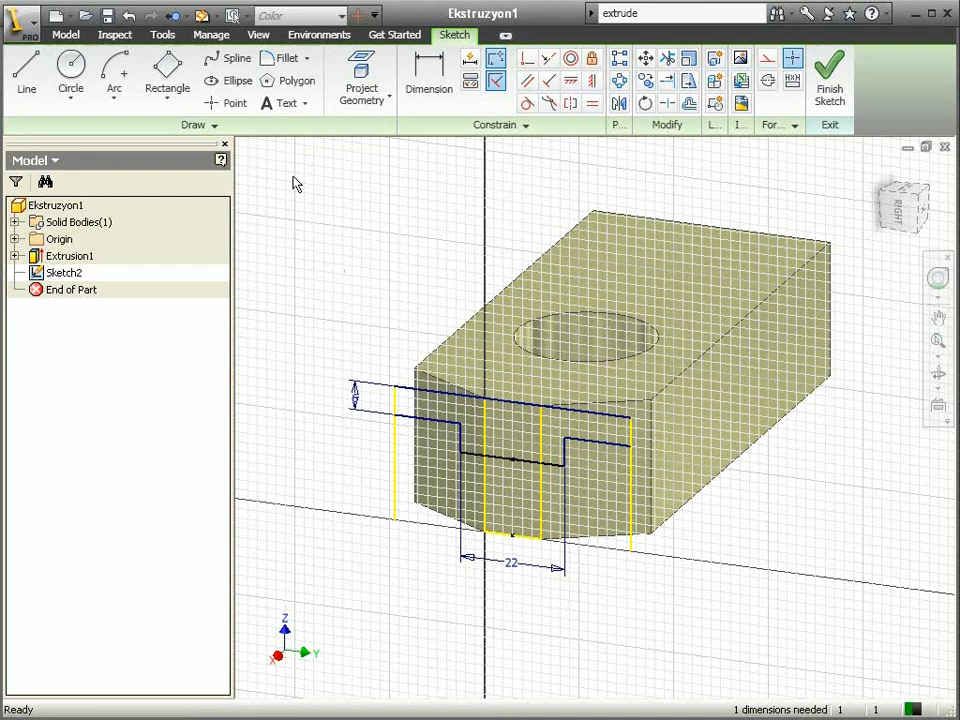 Color
Ekstruzyon1
extrude
PRO
Model
Inspect
Tools
Manage
View
Environments
Get Started
Sketch
Line
Circle
Arc
Rectangle
Spline
Ellipse
Point
Fillet
Polygon
Text
Project
Geometry
Dimension
Finish
Sketch
Draw
Constrain
P...
Modify
L...
I...
For...
Exit
Model
Ekstruzyon1
Solid Bodies(1)
Origin
Extrusion1
Sketch2
End of Part
RIGHT
22
Z
Y
X
Ready
1 dimensions needed
1
1